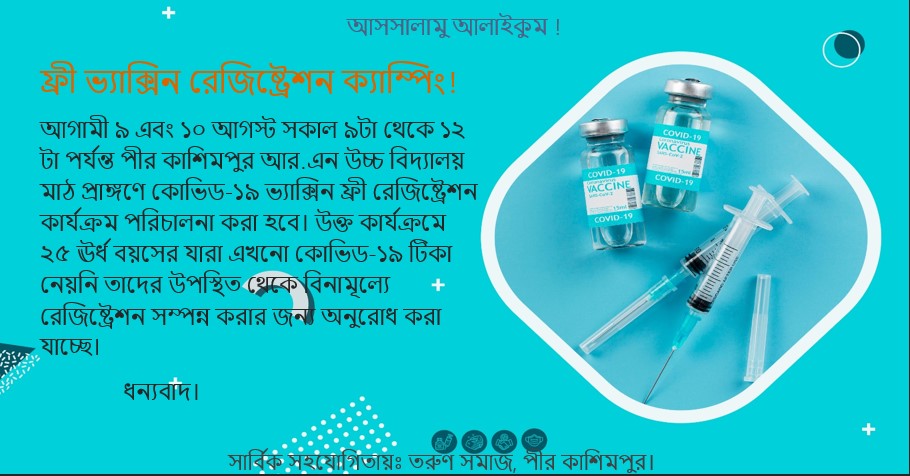 আসসালামু আলাইকুম !
ফ্রী ভ্যাক্সিন রেজিষ্ট্রেশন ক্যাম্পিং!
আগামী ৯ এবং ১০ আগস্ট সকাল ৯টা থেকে ১২
টা পর্যন্ত পীর কাশিমপুর আর.এন উচ্চ বিদ্যালয়
মাঠ প্রাঙ্গণে কোভিড-১৯ ভ্যাক্সিন ফ্রী রেজিষ্ট্রেশন
কার্যক্রম পরিচালনা করা হবে। উক্ত কার্যক্রমে
২৫ ঊর্ধ বয়সের যারা এখনো কোভিড-১৯ টিকা
নেয়নি তাদের উপস্থিত থেকে বিনামূল্যে
রেজিষ্ট্রেশন সম্পন্ন করার জন্য অনুরোধ করা
যাচ্ছে।
ধন্যবাদ।
COVID-19
VACCINE
COVID-19
COVID-19
VACCINE
COVID-19
সার্বিক সহযোগিতায়ঃ তরুণ সমাজ, পীর কাশিমপুর।